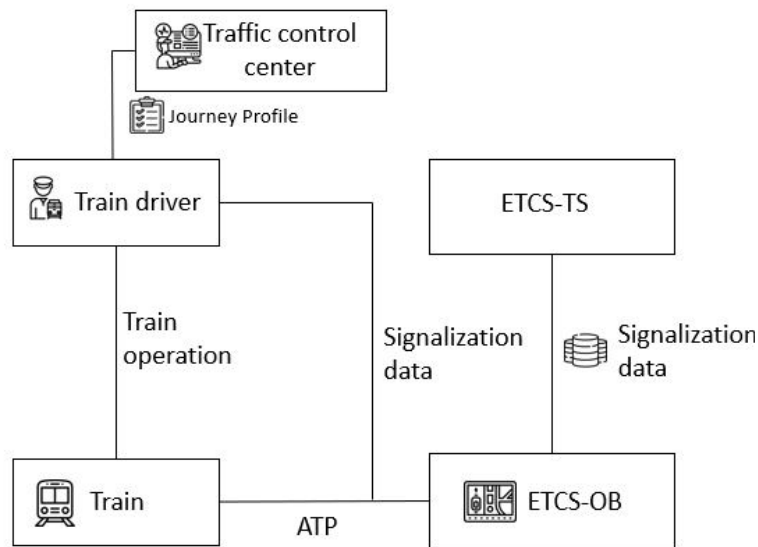 Traffic control
center
Journey Profile
Train driver
ETCS-TS
Train
operation
Signalization
data
Signalization
data
Train
ATP
ETCS-OB